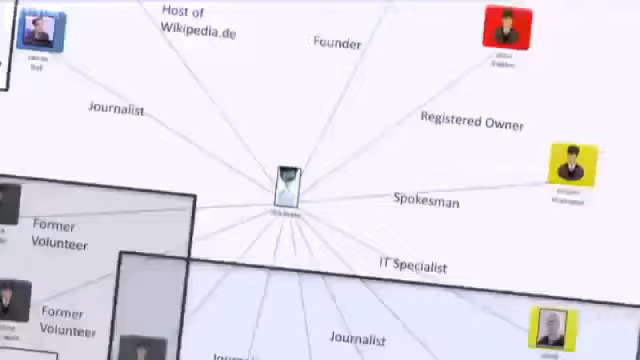 Host of
Wikipedia.de
Founder
Journalist
Registered Owner
Spokesman
Former
Volunteer
IT Specialist
Former
Volunteer
Journalist